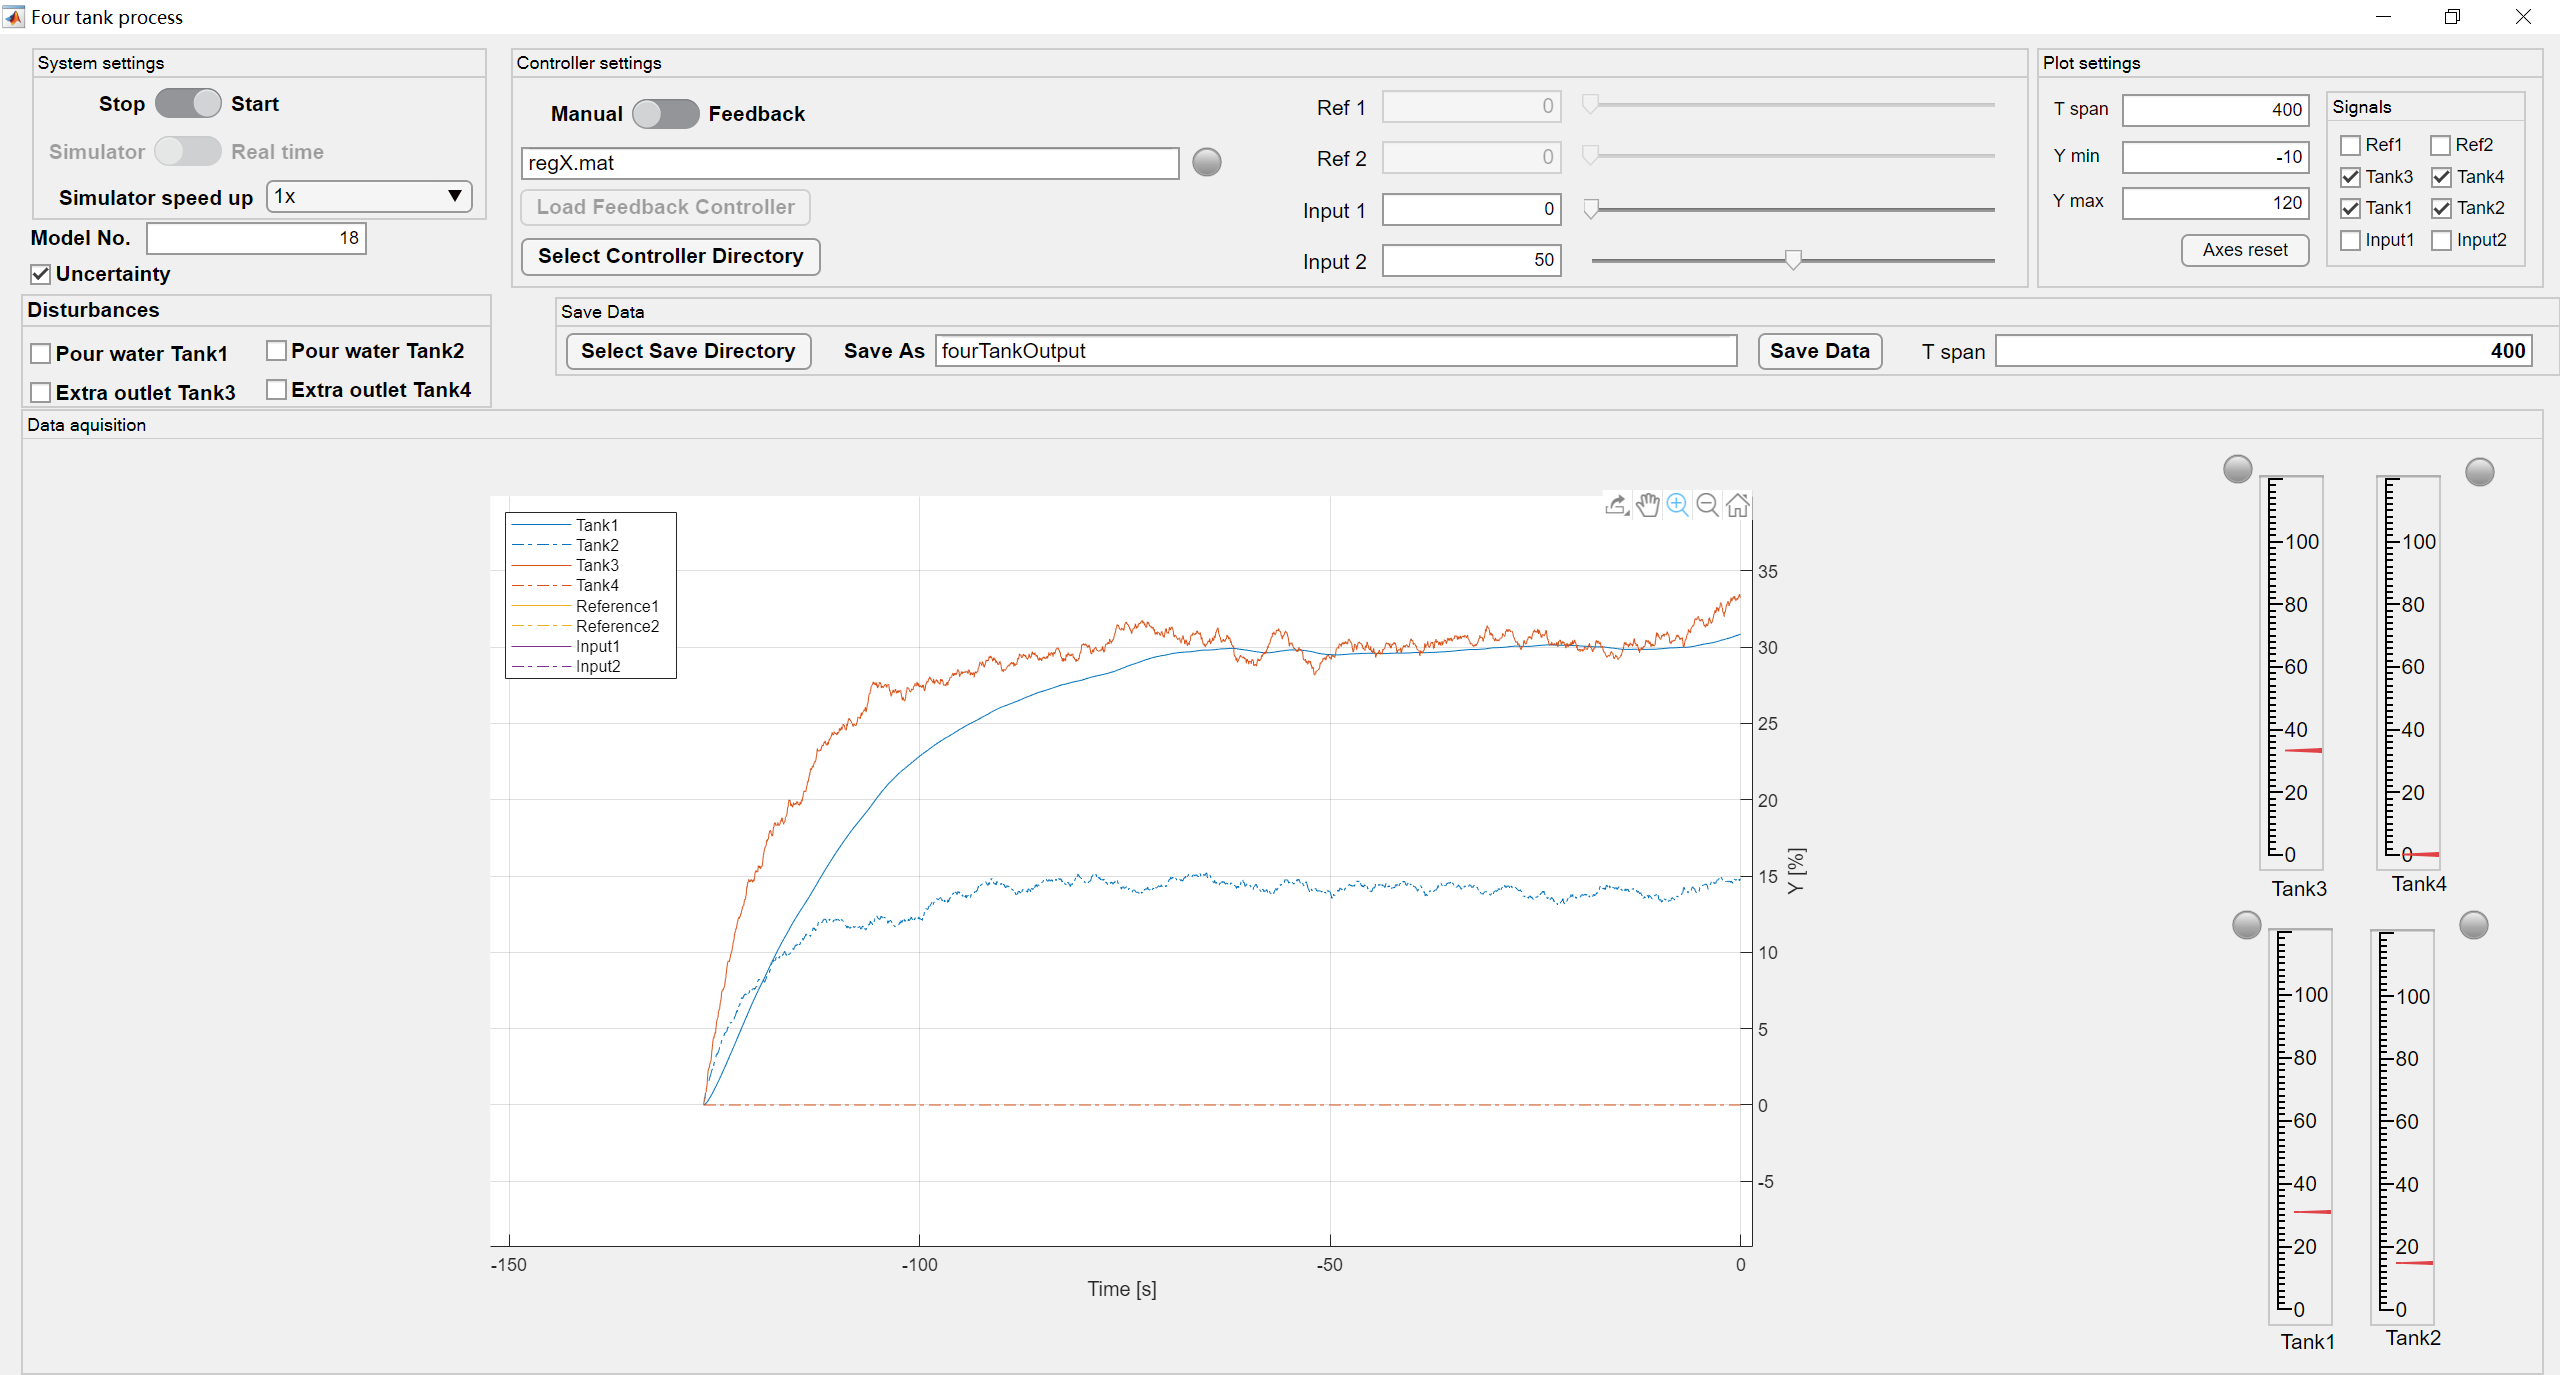 Four tank process
System settings
Stop Start
Simulator Real time
Simulator speed up 1x
Model No. 18
Uncertainty
Disturbances
Pour water Tank1 Pour water Tank2
Extra outlet Tank3 Extra outlet Tank4
Controller settings
Manual Feedback
regX.mat
Load Feedback Controller
Select Controller Directory
Ref 1 0
Ref 2 0
Input 1 0
Input 2 50
Plot settings
T span 400
Y min -10
Y max 120
Signals
Ref1 Ref2
Tank3 Tank4
Tank1 Tank2
Input1 Input2
Axes reset
Save Data
Select Save Directory Save As fourTankOutput Save Data T span 400
Data aquisition
Tank1
Tank2
Tank3
Tank4
Reference1
Reference2
Input1
Input2
35
30
25
20
15
10
5
0
-5
Y [%]
-150 -100 -50 0
Time [s]
100
80
60
40
20
0
Tank3
100
80
60
40
20
0
Tank4
100
80
60
40
20
0
Tank1
100
80
60
40
20
0
Tank2